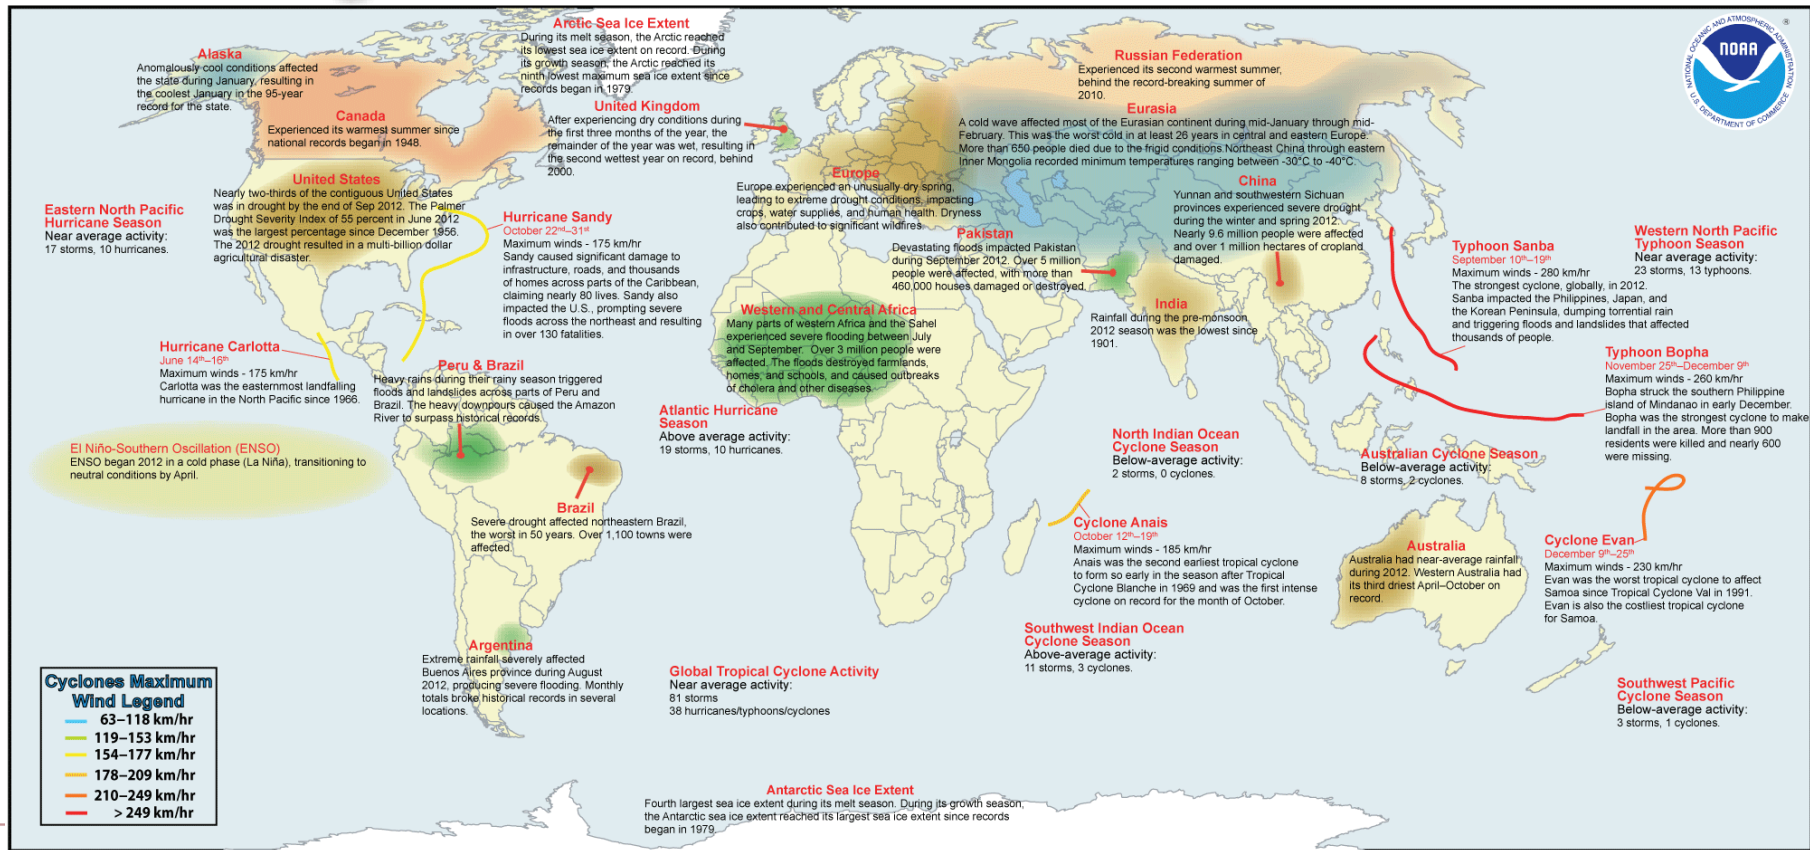 Arctic Sea Ice Extent
During its melt season, the Arctic reached
its lowest sea ice extent on record. During
its growth season, the Arctic reached its
ninth lowest maximum sea ice extent since
records began in 1979.
Alaska
Anomalously cool conditions affected
the state during January, resulting in
the coolest January in the 95-year
record for the state.
Canada
Experienced its warmest summer since
national records began in 1948.
United Kingdom
After experiencing dry conditions during
the first three months of the year, the
remainder of the year was wet, resulting in
the second wettest year on record, behind
2000.
Russian Federation
Experienced its second warmest summer,
behind the record-breaking summer of
2010.
Eurasia
A cold wave affected most of the Eurasian continent during mid-January through mid-
February. This was the worst cold in at least 26 years in central and eastern Europe.
More than 650 people died due to the frigid conditions Northeast China through eastern
Inner Mongolia recorded minimum temperatures ranging between -30°C to -40°C.
NATIONAL OCEANIC AND ATMOSPHERIC ADMINISTRATION
NOAA
U.S. DEPARTMENT OF COMMERCE
®
United States
Nearly two-thirds of the contiguous United States
was in drought by the end of Sep 2012. The Palmer
Drought Severity Index of 55 percent in June 2012
was the largest percentage since December 1956.
The 2012 drought resulted in a multi-billion dollar
agricultural disaster.
Eastern North Pacific
Hurricane Season
Near average activity:
17 storms, 10 hurricanes.
Hurricane Sandy
October 22nd–31st
Maximum winds - 175 km/hr
Sandy caused significant damage to
infrastructure, roads, and thousands
of homes across parts of the Caribbean,
claiming nearly 80 lives. Sandy also
impacted the U.S., prompting severe
floods across the northeast and resulting
in over 130 fatalities.
Europe
Europe experienced an unusually dry spring,
leading to extreme drought conditions, impacting
crops, water supplies, and human health. Dryness
also contributed to significant wildfires.
China
Yunnan and southwestern Sichuan
provinces experienced severe drought
during the winter and spring 2012.
Nearly 9.6 million people were affected
and over 1 million hectares of cropland
damaged.
Pakistan
Devastating floods impacted Pakistan
during September 2012. Over 5 million
people were affected, with more than
460,000 houses damaged or destroyed.
India
Rainfall during the pre-monsoon
2012 season was the lowest since
1901.
Typhoon Sanba
September 10th–19th
Maximum winds - 280 km/hr
The strongest cyclone, globally, in 2012.
Sanba impacted the Philippines, Japan, and
the Korean Peninsula, dumping torrential rain
and triggering floods and landslides that affected
thousands of people.
Western North Pacific
Typhoon Season
Near average activity:
23 storms, 13 typhoons.
Western and Central Africa
Many parts of western Africa and the Sahel
experienced severe flooding between July
and September. Over 3 million people were
affected. The floods destroyed farmlands,
homes, and schools, and caused outbreaks
of cholera and other diseases.
Hurricane Carlotta
June 14th–16th
Maximum winds - 175 km/hr
Carlotta was the easternmost landfalling
hurricane in the North Pacific since 1966.
Peru & Brazil
Heavy rains during their rainy season triggered
floods and landslides across parts of Peru and
Brazil. The heavy downpours caused the Amazon
River to surpass historical records.
Typhoon Bopha
November 25th–December 9th
Maximum winds - 260 km/hr
Bopha struck the southern Philippine
island of Mindanao in early December.
Bopha was the strongest cyclone to make
landfall in the area. More than 900
residents were killed and nearly 600
were missing.
Atlantic Hurricane
Season
Above average activity:
19 storms, 10 hurricanes.
El Niño-Southern Oscillation (ENSO)
ENSO began 2012 in a cold phase (La Niña), transitioning to
neutral conditions by April.
North Indian Ocean
Cyclone Season
Below-average activity:
2 storms, 0 cyclones.
Australian Cyclone Season
Below-average activity:
8 storms, 2 cyclones.
Brazil
Severe drought affected northeastern Brazil,
the worst in 50 years. Over 1,100 towns were
affected.
Cyclone Anais
October 12th–19th
Maximum winds - 185 km/hr
Anais was the second earliest tropical cyclone
to form so early in the season after Tropical
Cyclone Blanche in 1969 and was the first intense
cyclone on record for the month of October.
Australia
Australia had near-average rainfall
during 2012. Western Australia had
its third driest April–October on
record.
Cyclone Evan
December 9th–25th
Maximum winds - 230 km/hr
Evan was the worst tropical cyclone to affect
Samoa since Tropical Cyclone Val in 1991.
Evan is also the costliest tropical cyclone
for Samoa.
Southwest Indian Ocean
Cyclone Season
Above-average activity:
11 storms, 3 cyclones.
Argentina
Extreme rainfall severely affected
Buenos Aires province during August
2012, producing severe flooding. Monthly
totals broke historical records in several
locations.
Global Tropical Cyclone Activity
Near average activity:
81 storms
38 hurricanes/typhoons/cyclones
Southwest Pacific
Cyclone Season
Below-average activity:
3 storms, 1 cyclones.
Cyclones Maximum
Wind Legend
63–118 km/hr
119–153 km/hr
154–177 km/hr
178–209 km/hr
210–249 km/hr
> 249 km/hr
Antarctic Sea Ice Extent
Fourth largest sea ice extent during its melt season. During its growth season,
the Antarctic sea ice extent reached its largest sea ice extent since records
began in 1979.